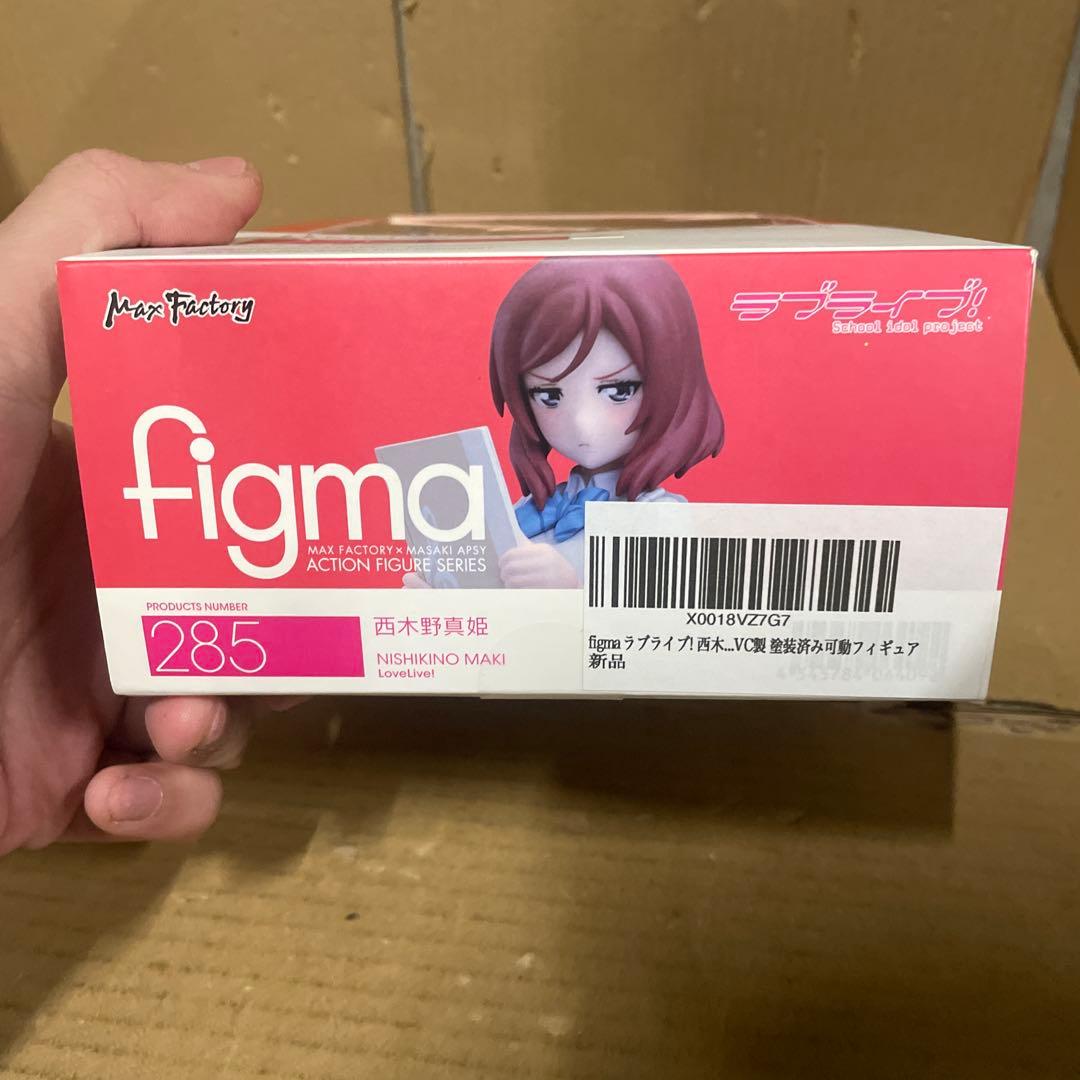 Max Factory
ラブライブ!
School idol project
figma
MAX FACTORY×MASAKI APSY
ACTION FIGURE SERIES
PRODUCTS NUMBER
285
西木野真姫
NISHIKINO MAKI
LoveLive!
X0018VZ7G7
figma ラブライブ! 西木...VC製 塗装済み可動フィギュア
新品